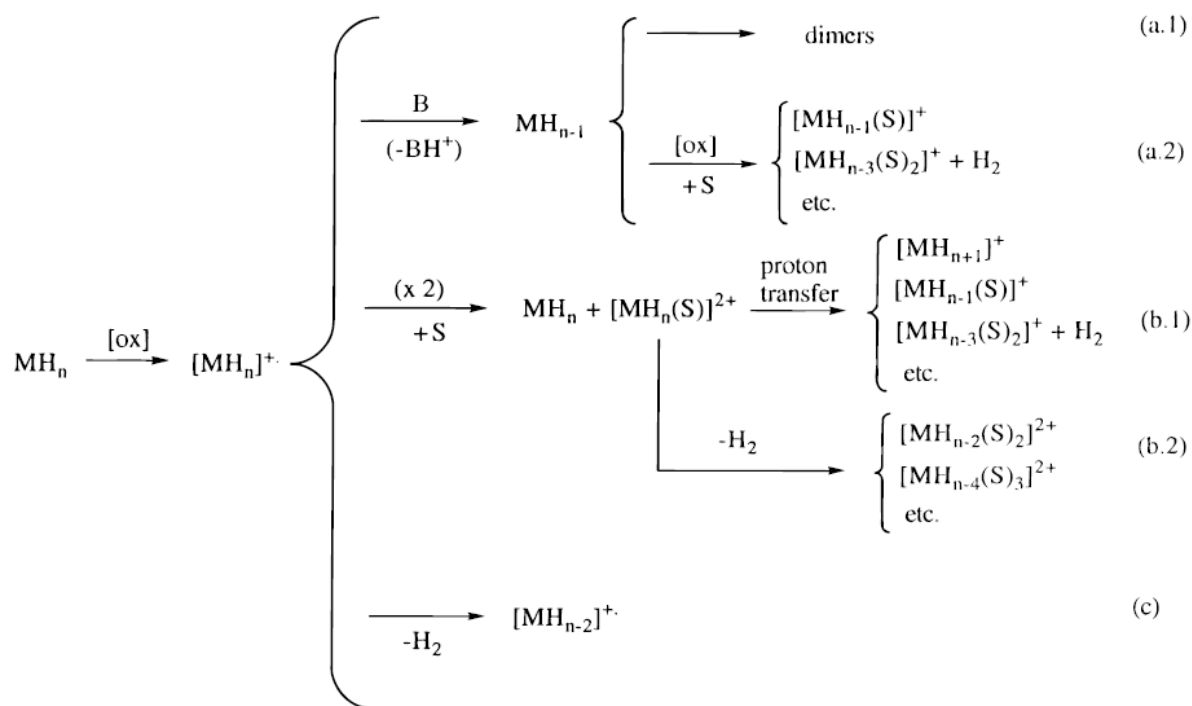 (a.1)
dimers
B
MH_{n-1}
(-BH^+)
[ox]
+S
[MH_{n-1}(S)]^+
[MH_{n-3}(S)_2]^+ + H_2
etc.
(a.2)
(x 2)
+S
MH_n + [MH_n(S)]^{2+}
proton
transfer
[MH_{n+1}]^+
[MH_{n-1}(S)]^+
[MH_{n-3}(S)_2]^+ + H_2
etc.
(b.1)
MH_n
[ox]
[MH_n]^{+.}
-H_2
[MH_{n-2}(S)_2]^{2+}
[MH_{n-4}(S)_3]^{2+}
etc.
(b.2)
-H_2
[MH_{n-2}]^{+.}
(c)